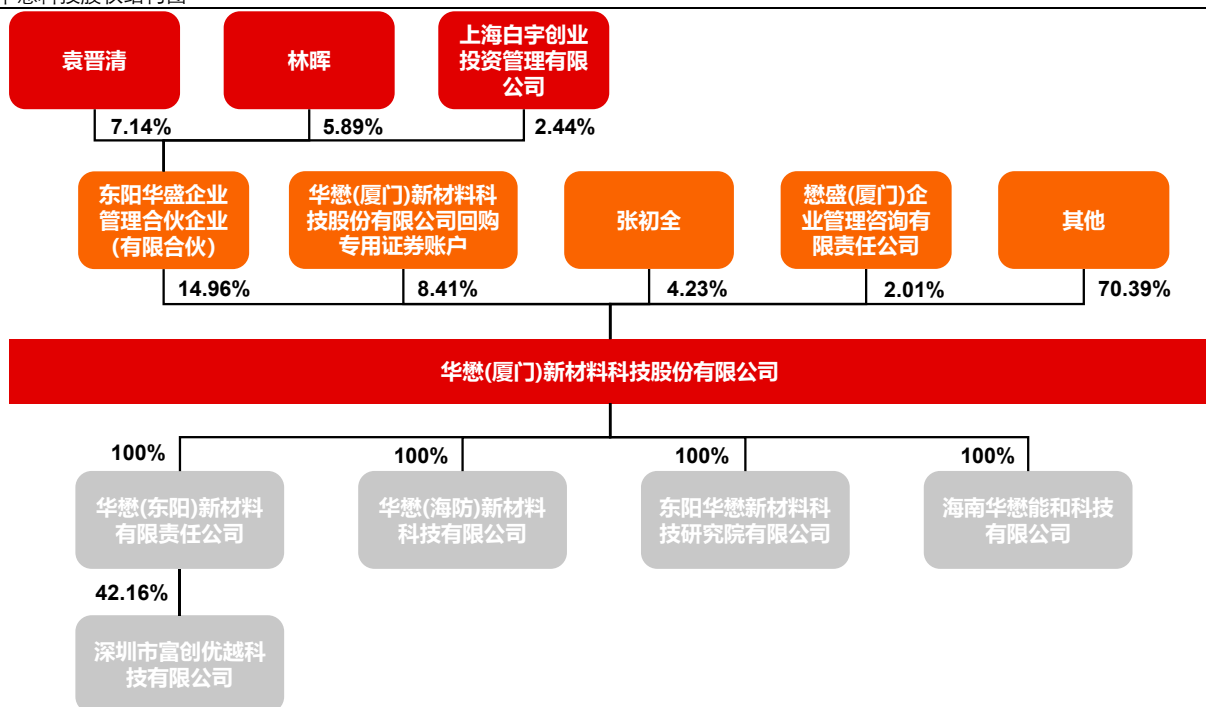 袁晋清
林晖
上海白宇创业
投资管理有限
公司
7.14%
5.89%
2.44%
东阳华盛企业
管理合伙企业
(有限合伙)
华懋(厦门)新材料科
技股份有限公司回购
专用证券账户
张初全
懋盛(厦门)企
业管理咨询有
限责任公司
其他
14.96%
8.41%
4.23%
2.01%
70.39%
华懋(厦门)新材料科技股份有限公司
100%
100%
100%
100%
华懋(东阳)新材料
有限责任公司
华懋(海防)新材料
科技有限公司
东阳华懋新材料科
技研究院有限公司
海南华懋能和科技
有限公司
42.16%
深圳市富创优越科
技有限公司